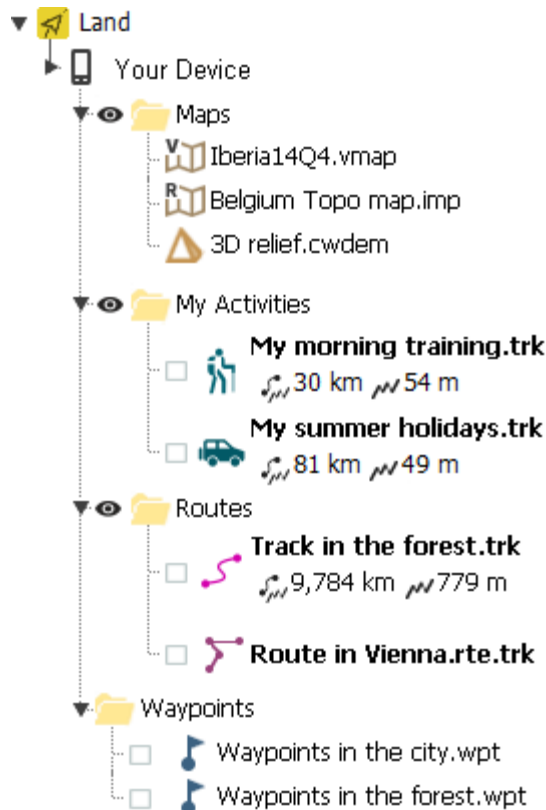 Land
Your Device
Maps
V Iberia14Q4.vmap
R Belgium Topo map.imp
3D relief.cwdem
My Activities
My morning training.trk
30 km 54 m
My summer holidays.trk
81 km 49 m
Routes
Track in the forest.trk
9,784 km 779 m
Route in Vienna.rte.trk
Waypoints
Waypoints in the city.wpt
Waypoints in the forest.wpt